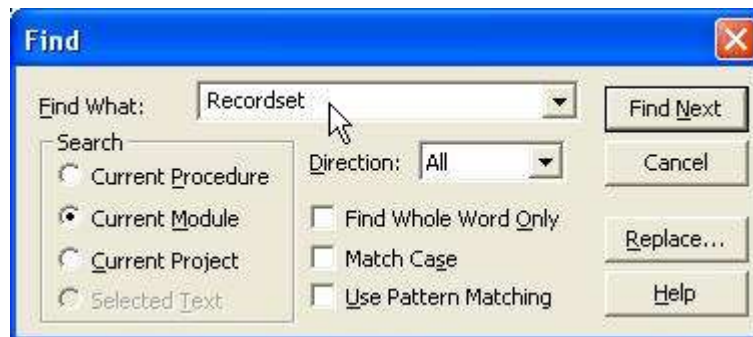 Find
Find What: Recordset Find Next
Search
Current Procedure Direction: All Cancel
Current Module Find Whole Word Only
Current Project Match Case Replace...
Selected Text Use Pattern Matching Help